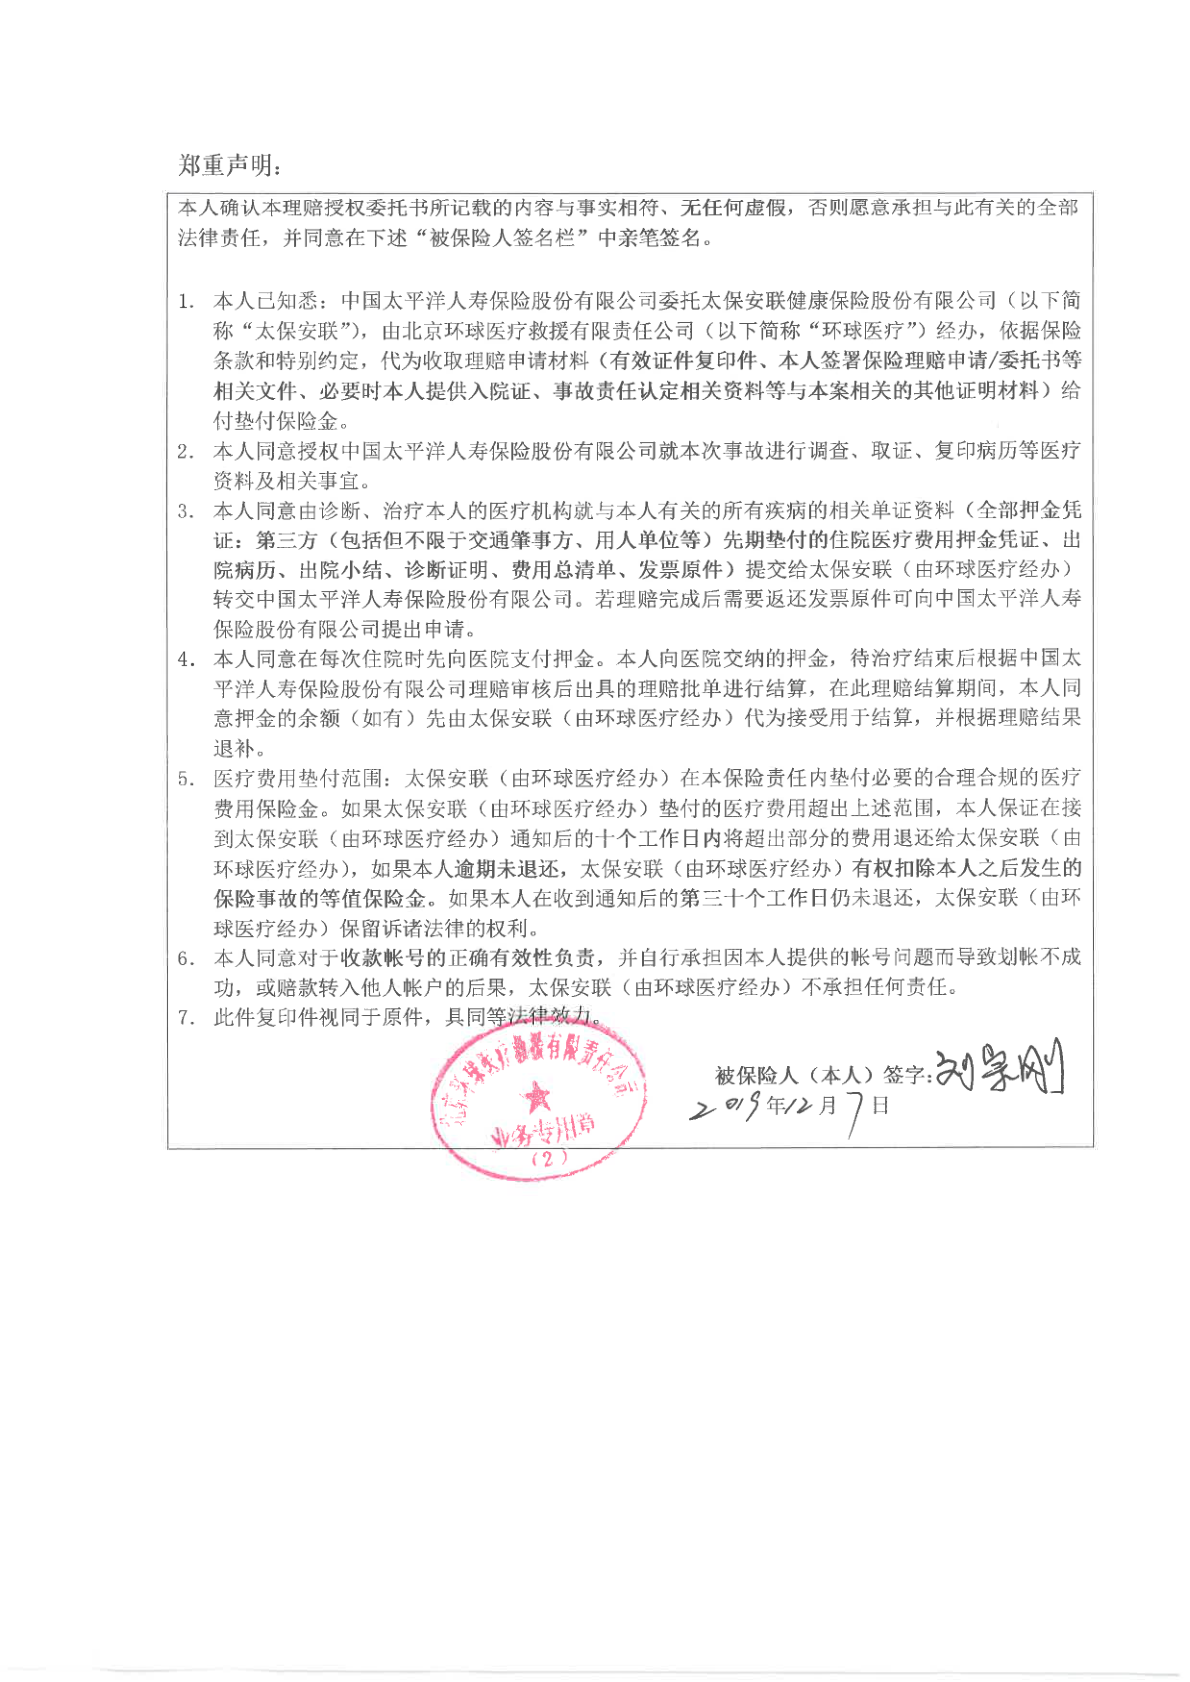 郑重声明：
本人确认本理赔授权委托书所记载的内容与事实相符、无任何虚假，否则愿意承担与此有关的全部
法律责任，并同意在下述“被保险人签名栏”中亲笔签名。
1. 本人已知悉：中国太平洋人寿保险股份有限公司委托太保安联健康保险股份有限公司（以下简
称“太保安联”），由北京环球医疗救援有限责任公司（以下简称“环球医疗”）经办，依据保险
条款和特别约定，代为收取理赔申请材料（有效证件复印件、本人签署保险理赔申请/委托书等
相关文件、必要时本人提供入院证、事故责任认定相关资料等与本案相关的其他证明材料）给
付垫付保险金。
2. 本人同意授权中国太平洋人寿保险股份有限公司就本次事故进行调查、取证、复印病历等医疗
资料及相关事宜。
3. 本人同意由诊断、治疗本人的医疗机构就与本人有关的所有疾病的相关单证资料（全部押金凭
证：第三方（包括但不限于交通肇事方、用人单位等）先期垫付的住院医疗费用押金凭证、出
院病历、出院小结、诊断证明、费用总清单、发票原件）提交给太保安联（由环球医疗经办）
转交中国太平洋人寿保险股份有限公司。若理赔完成后需要返还发票原件可向中国太平洋人寿
保险股份有限公司提出申请。
4. 本人同意在每次住院时先向医院支付押金。本人向医院交纳的押金，待治疗结束后根据中国太
平洋人寿保险股份有限公司理赔审核后出具的理赔批单进行结算，在此理赔结算期间，本人同
意押金的余额（如有）先由太保安联（由环球医疗经办）代为接受用于结算，并根据理赔结果
退补。
5. 医疗费用垫付范围：太保安联（由环球医疗经办）在本保险责任内垫付必要的合理合规的医疗
费用保险金。如果太保安联（由环球医疗经办）垫付的医疗费用超出上述范围，本人保证在接
到太保安联（由环球医疗经办）通知后的十个工作日内将超出部分的费用退还给太保安联（由
环球医疗经办），如果本人逾期未退还，太保安联（由环球医疗经办）有权扣除本人之后发生的
保险事故的等值保险金。如果本人在收到通知后的第三十个工作日仍未退还，太保安联（由环
球医疗经办）保留诉诸法律的权利。
6. 本人同意对于收款帐号的正确有效性负责，并自行承担因本人提供的帐号问题而导致划帐不成
功，或赔款转入他人帐户的后果，太保安联（由环球医疗经办）不承担任何责任。
7. 此件复印件视同于原件，具同等法律效力。
北京环球医疗救援有限责任公司
业务专用章
（2）
被保险人（本人）签字：刘宗刚
2019年12月7日